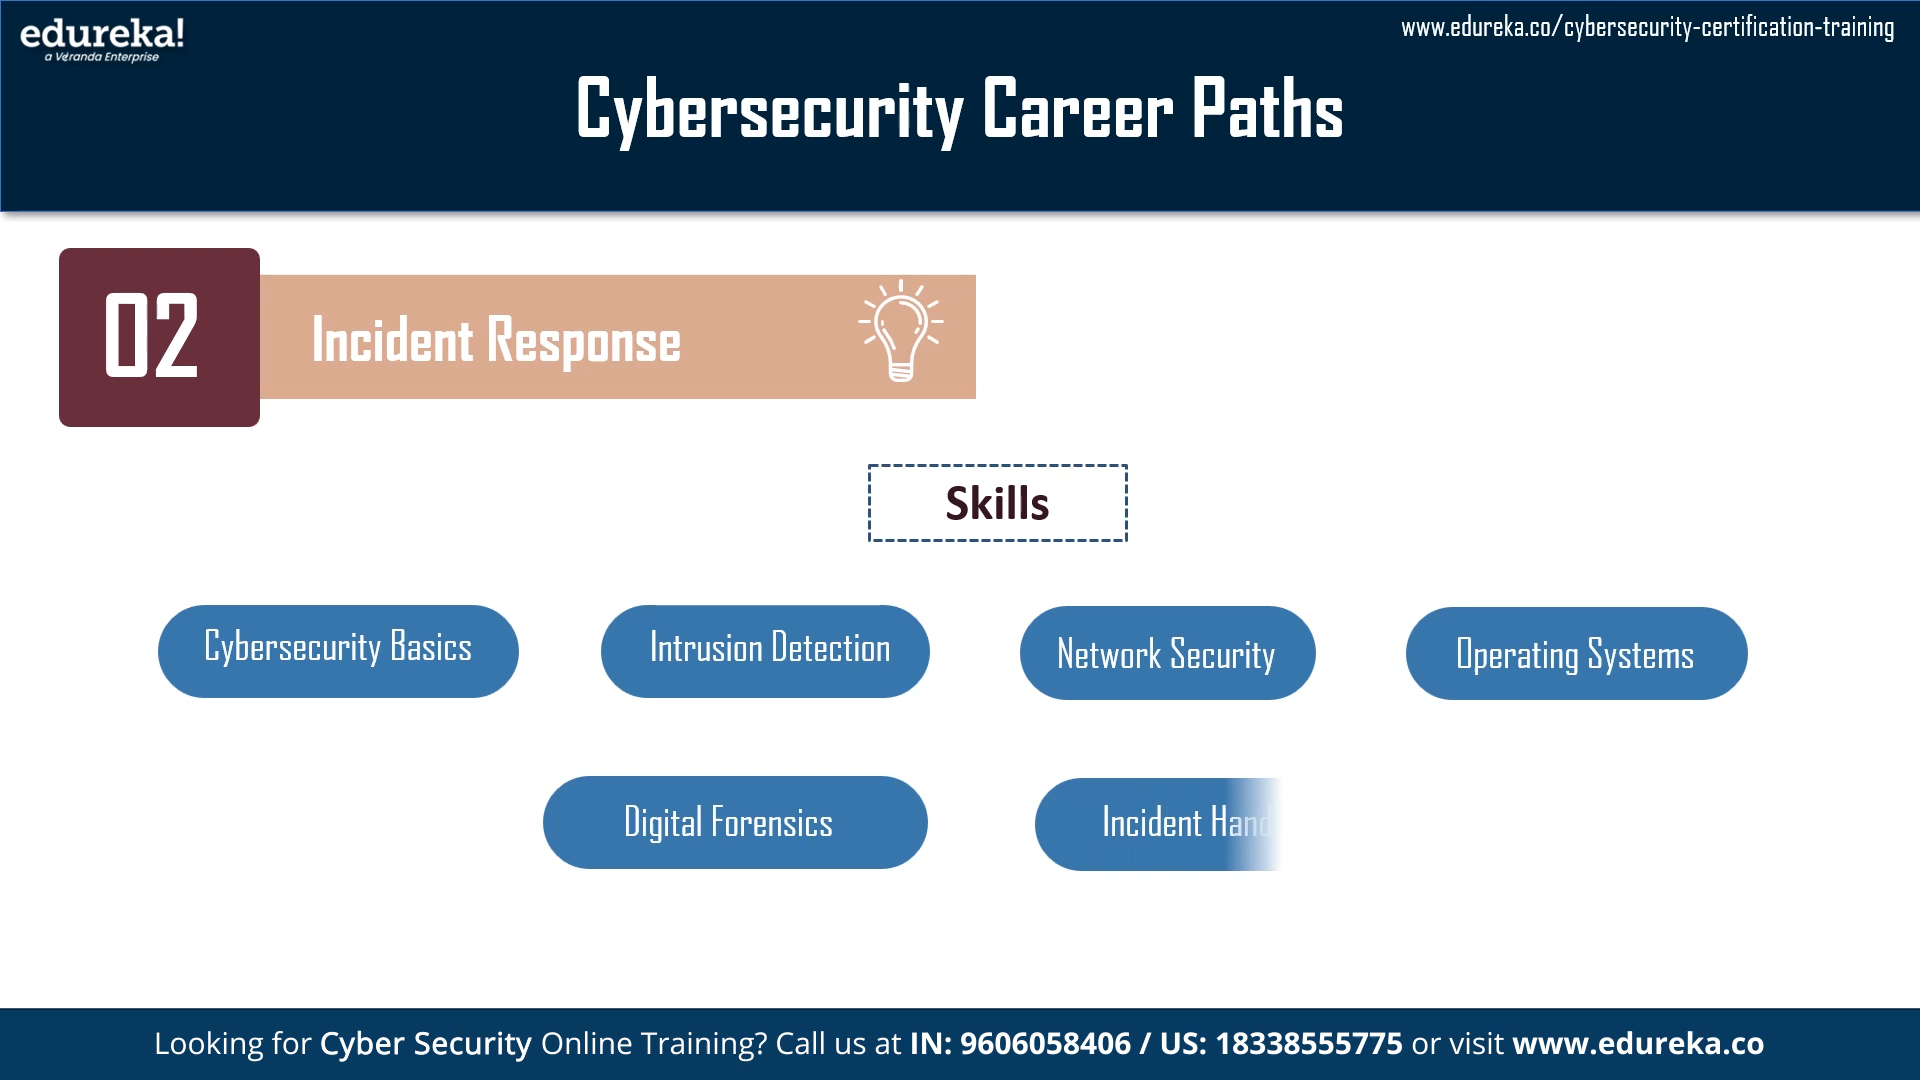 edureka!
a Veranda Enterprise
www.edureka.co/cybersecurity-certification-training
Cybersecurity Career Paths
02
Incident Response
Skills
Cybersecurity Basics
Intrusion Detection
Network Security
Operating Systems
Digital Forensics
Incident Hand
Looking for Cyber Security Online Training? Call us at IN: 9606058406 / US: 18338555775 or visit www.edureka.co